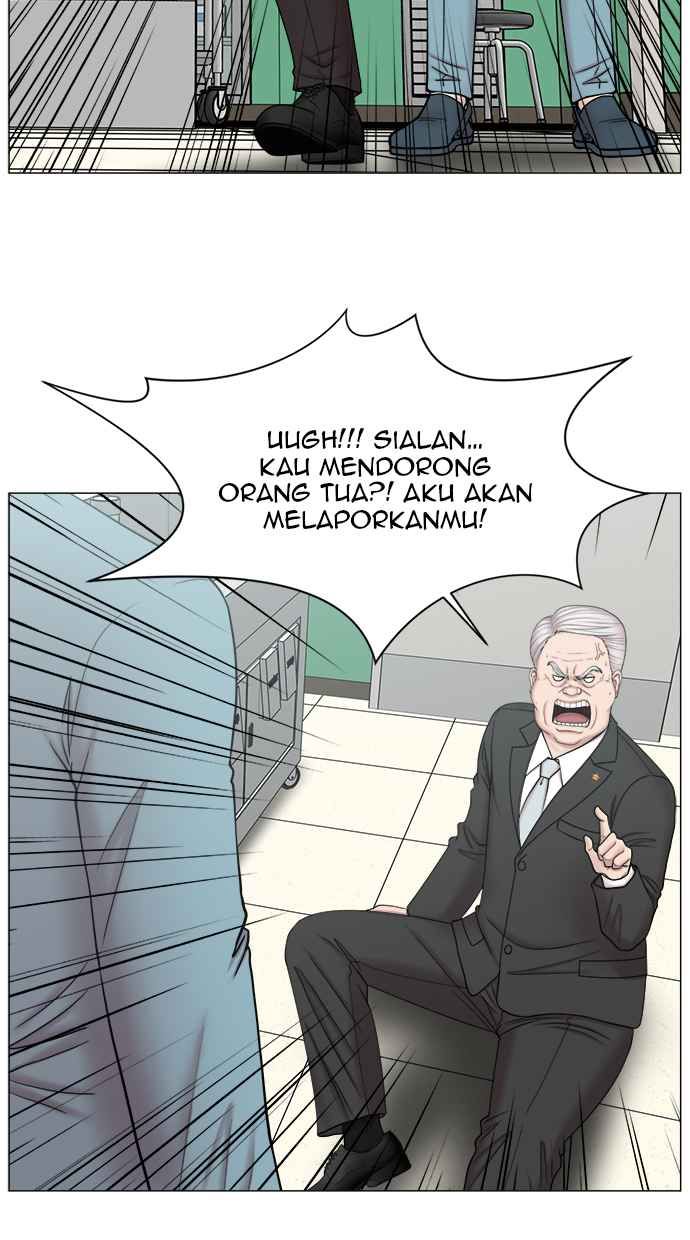 UUGH!!! SIALAN...
KAU MENDORONG
ORANG TUA?! AKU AKAN
MELAPORKANMU!